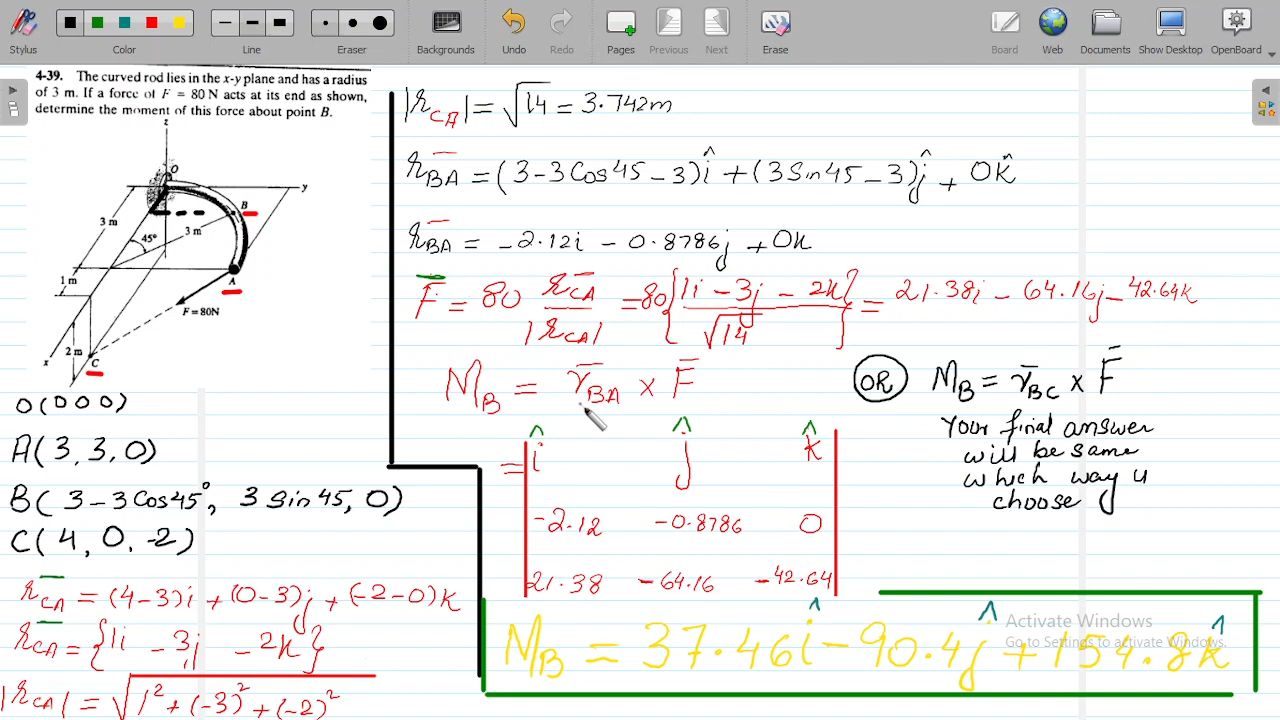 Stylus
Color
Line
Eraser
Backgrounds
Undo
Redo
Pages
Previous
Next
Erase
Board
Web
Documents
Show Desktop
OpenBoard
4-39. The curved rod lies in the x-y plane and has a radius
of 3 m. If a force of F = 80 N acts at its end as shown,
determine the moment of this force about point B.
z
O
y
B
3 m
45°
3 m
A
1 m
F=80N
2 m
C
x
O(0 0 0)
A(3, 3, 0)
B(3-3Cos45°, 3 Sin 45, 0)
C(4, 0, -2)
r̄CA = (4-3)i + (0-3)j + (-2-0)k
r̄CA = {1i - 3j - 2k}
|rCA| = √1² + (-3)² + (-2)²
|rCA| = √14 = 3.742m
r̄BA = (3-3Cos45-3)î + (3Sin45-3)ĵ + 0k̂
r̄BA = -2.12i - 0.8786j + 0k
F̄ = 80 r̄CA / |rCA| = 80{1i - 3j - 2k / √14} = 21.38i - 64.16j - 42.64k
MB = r̄BA × F̄
= | î ĵ k̂ |
-2.12 -0.8786 0
21.38 -64.16 -42.64
OR MB = r̄BC × F̄
Your final answer
will be same
which way u
choose
MB = 37.46î - 90.4ĵ + 154.8k̂
Activate Windows
Go to Settings to activate Windows.